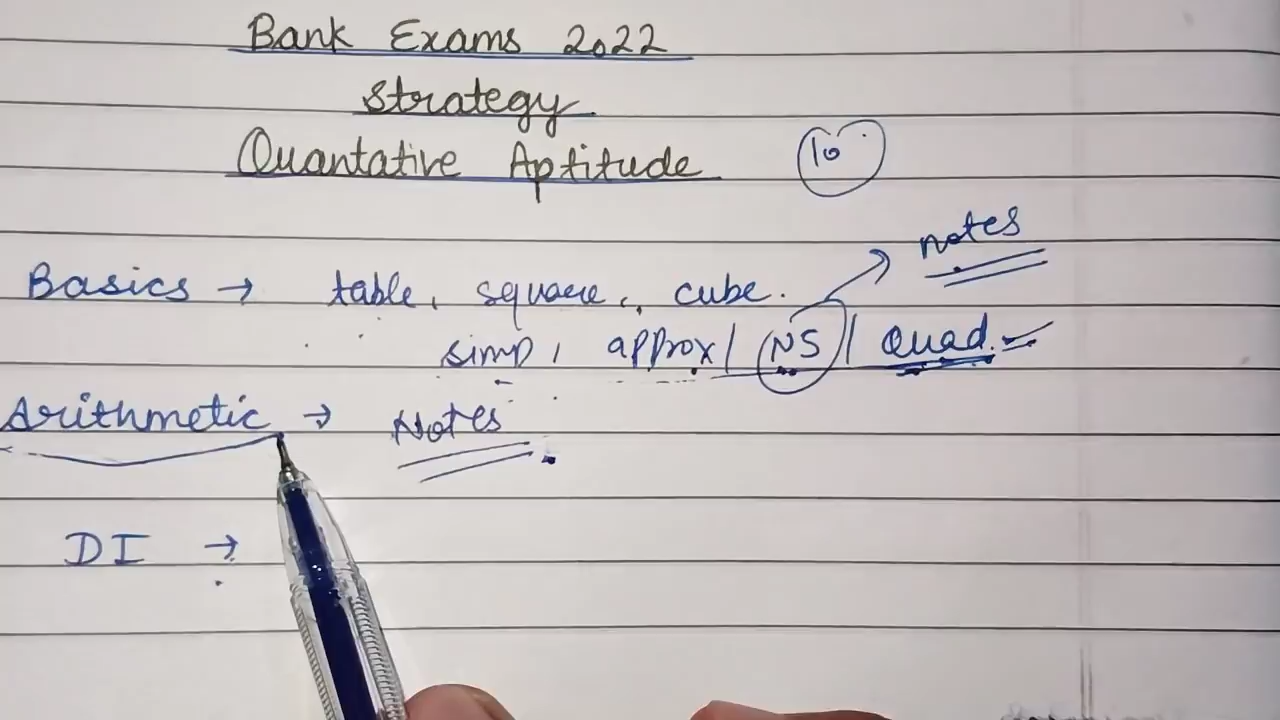 Bank Exams 2022
Strategy
Quantative Aptitude 10
notes
Basics → table, square, cube.
simp, approx / NS / Quad.
Arithmetic → Notes
DI →